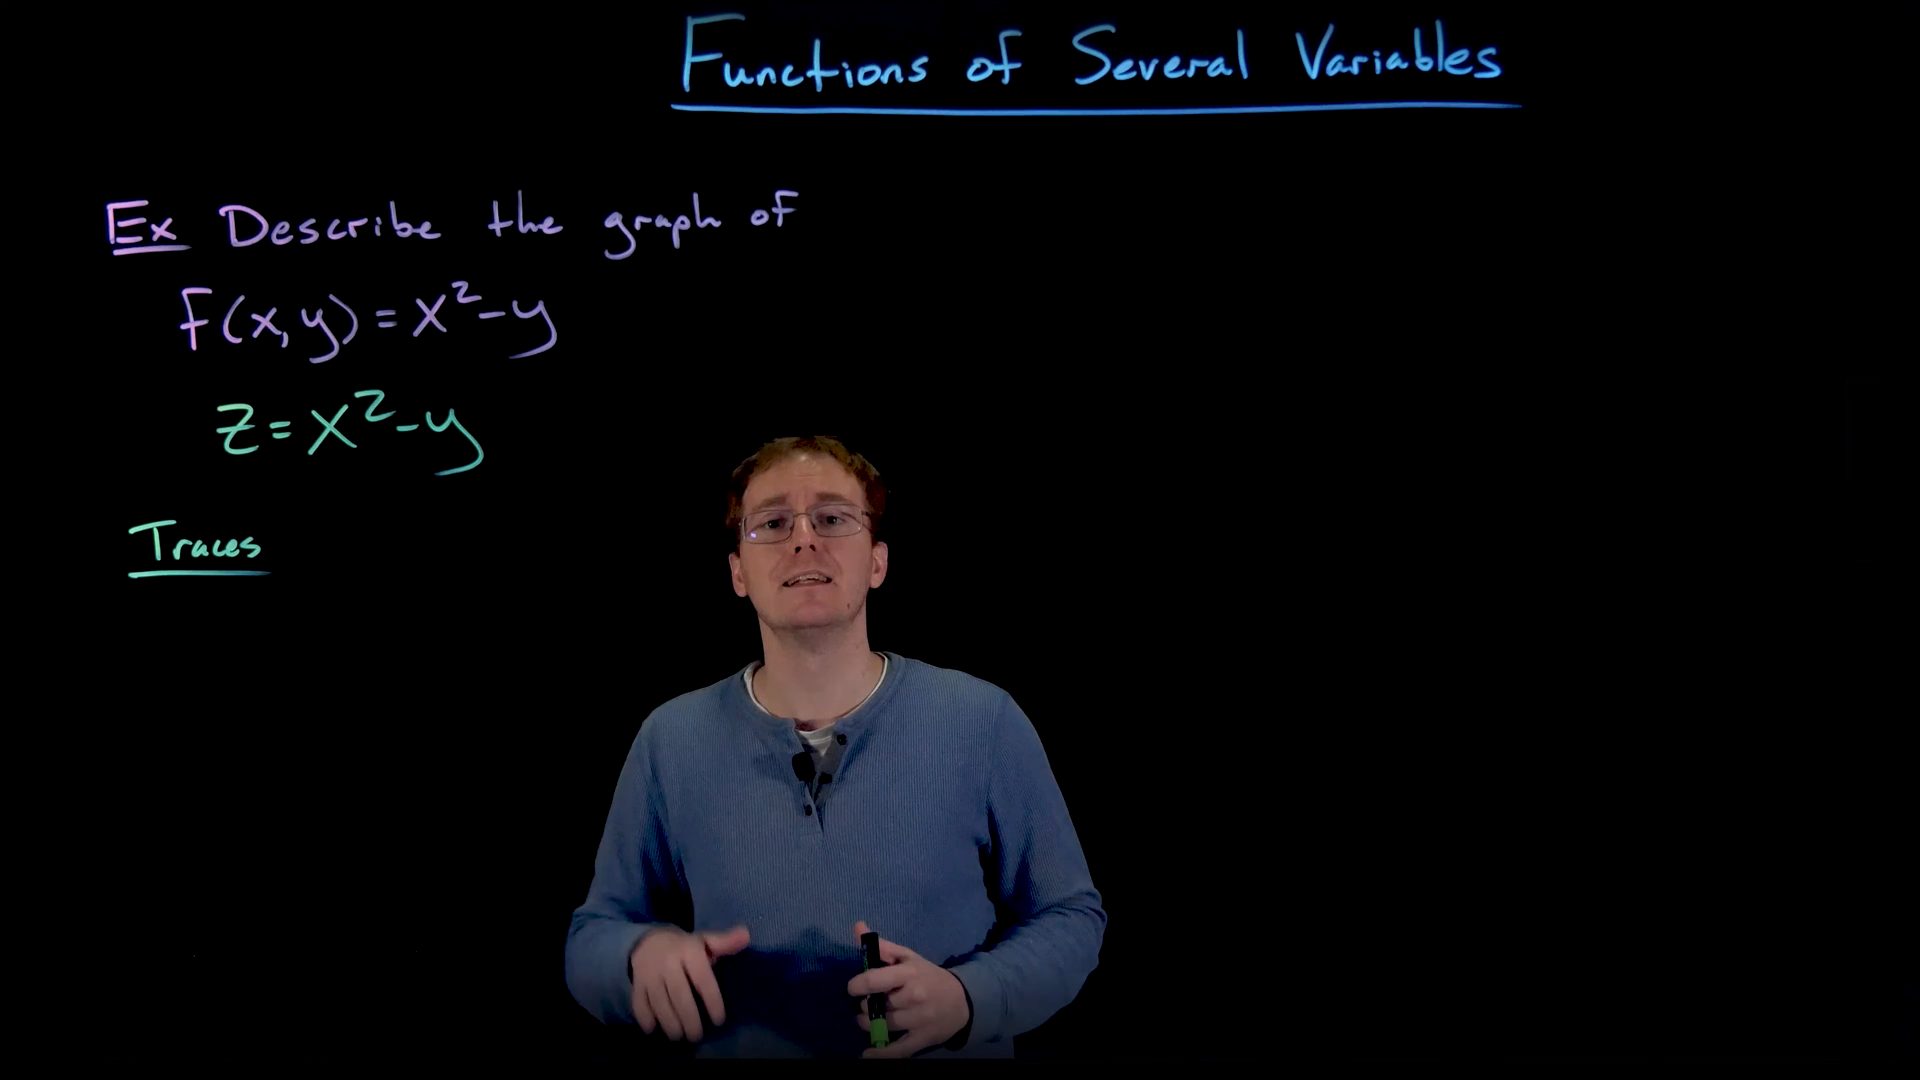 Functions of Several Variables
Ex Describe the graph of
f(x,y)=x²-y
z=x²-y
Traces